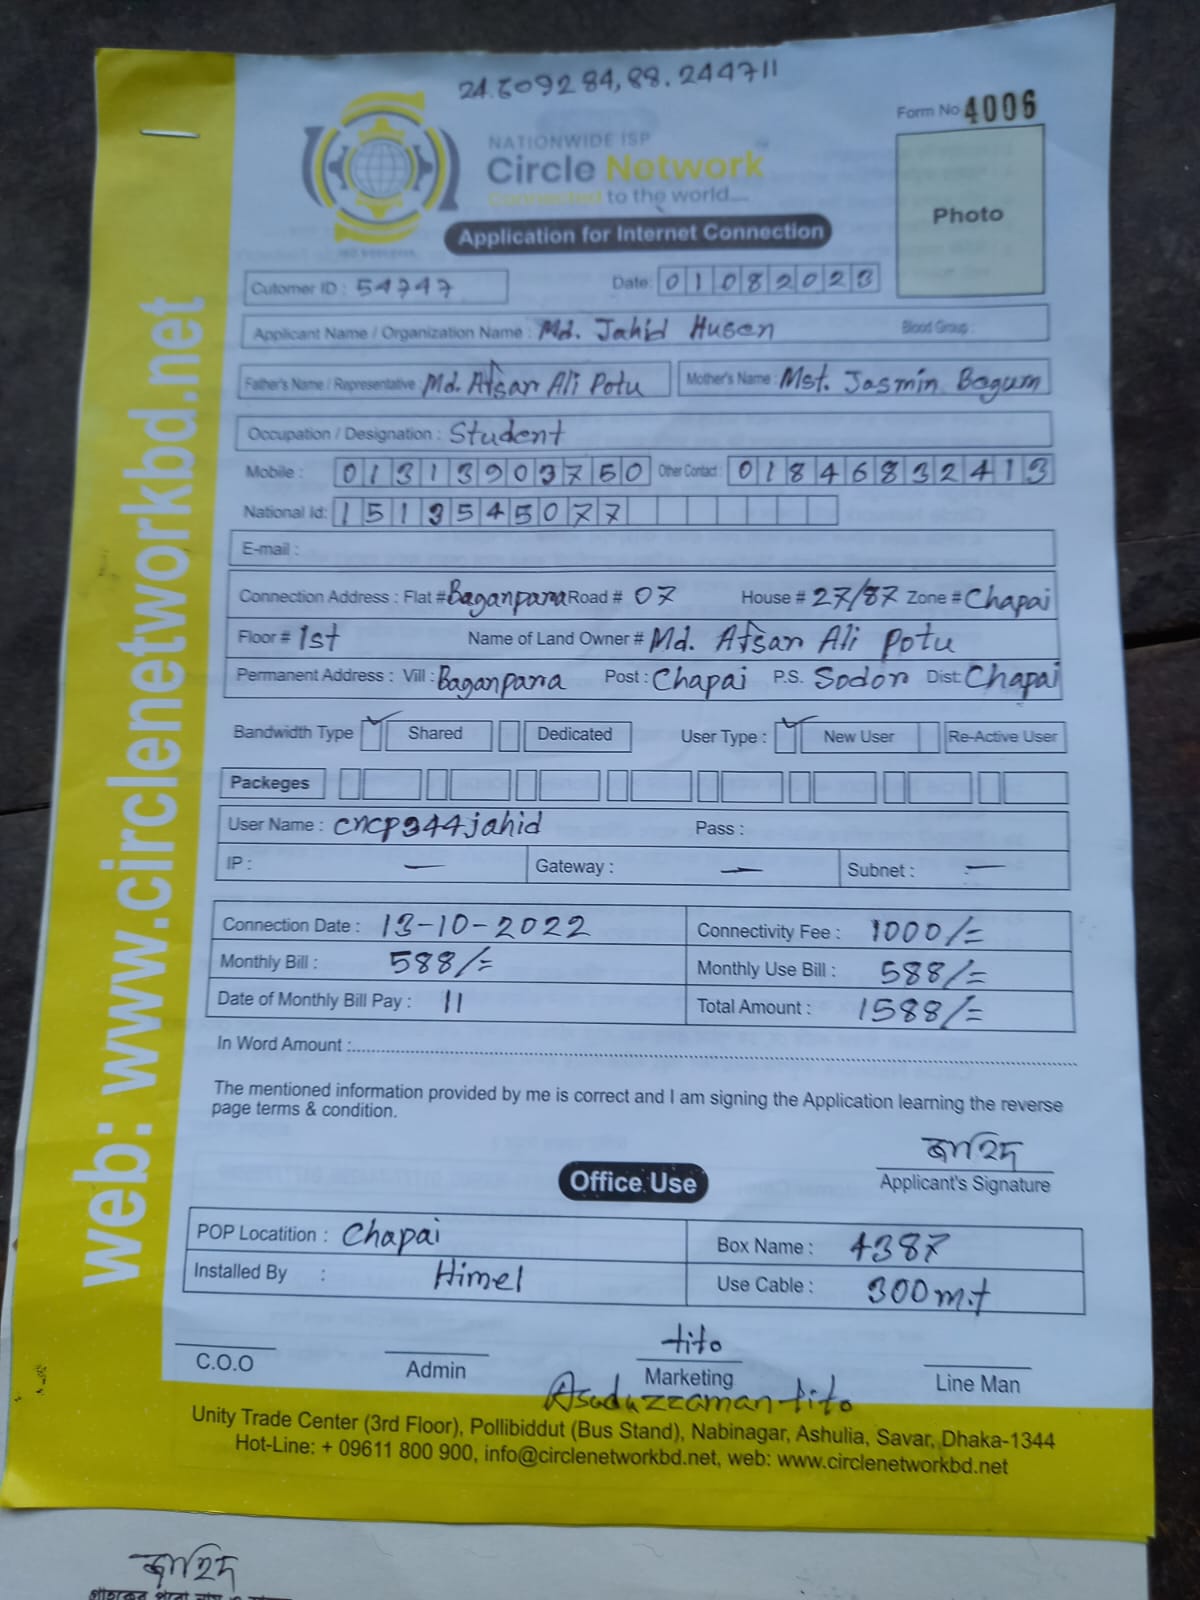 24.609284,88.244711
Form No 4006
NATIONWIDE ISP
Circle Network
Connected to the world....
Photo
Application for Internet Connection
Cutomer ID : 54747 Date: 01082023
Applicant Name / Organization Name : Md. Jahid Husen Blood Group :
Father's Name / Representative : Md. Afsar Ali Potu Mother's Name : Mst. Jasmin Begum
Occupation / Designation : Student
Mobile : 01313903750 Other Contact : 01846832413
National Id: 1513545077
E-mail :
Connection Address : Flat # Baganpara Road # 07 House # 27/87 Zone # Chapai
Floor # 1st Name of Land Owner # Md. Afsar Ali Potu
Permanent Address : Vill : Baganpara Post : Chapai P.S. Sodor Dist: Chapai
Bandwidth Type Shared Dedicated User Type : New User Re-Active User
Packeges
User Name : cncp344jahid Pass :
IP : — Gateway : — Subnet : —
Connection Date : 13-10-2022 Connectivity Fee : 1000/=
Monthly Bill : 588/= Monthly Use Bill : 588/=
Date of Monthly Bill Pay : 11 Total Amount : 1588/=
In Word Amount :
The mentioned information provided by me is correct and I am signing the Application learning the reverse
page terms & condition.
জাহিদ
Applicant's Signature
Office Use
POP Locatition : Chapai Box Name : 4387
Installed By : Himel Use Cable : 300m.t
tito
C.O.O Admin Marketing Line Man
Asaduzzaman tito
Unity Trade Center (3rd Floor), Pollibiddut (Bus Stand), Nabinagar, Ashulia, Savar, Dhaka-1344
Hot-Line: + 09611 800 900, info@circlenetworkbd.net, web: www.circlenetworkbd.net
web: www.circlenetworkbd.net
জাহিদ